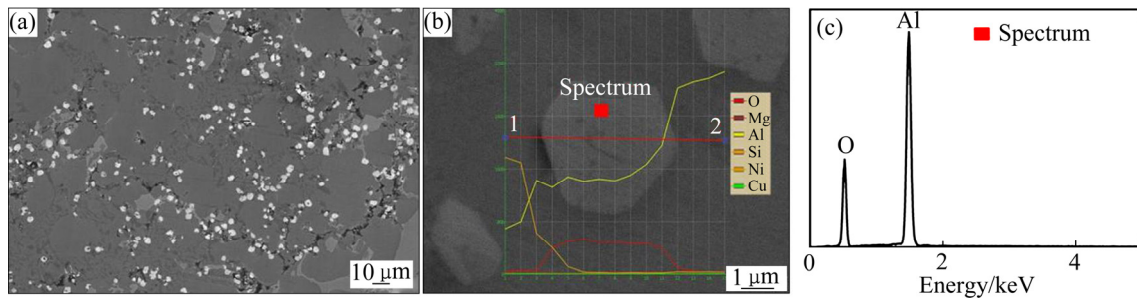 (a)
10 μm
(b)
Spectrum
1
2
O
Mg
Al
Si
Ni
Cu
1 μm
(c)
Al
Spectrum
O
0
2
4
Energy/keV